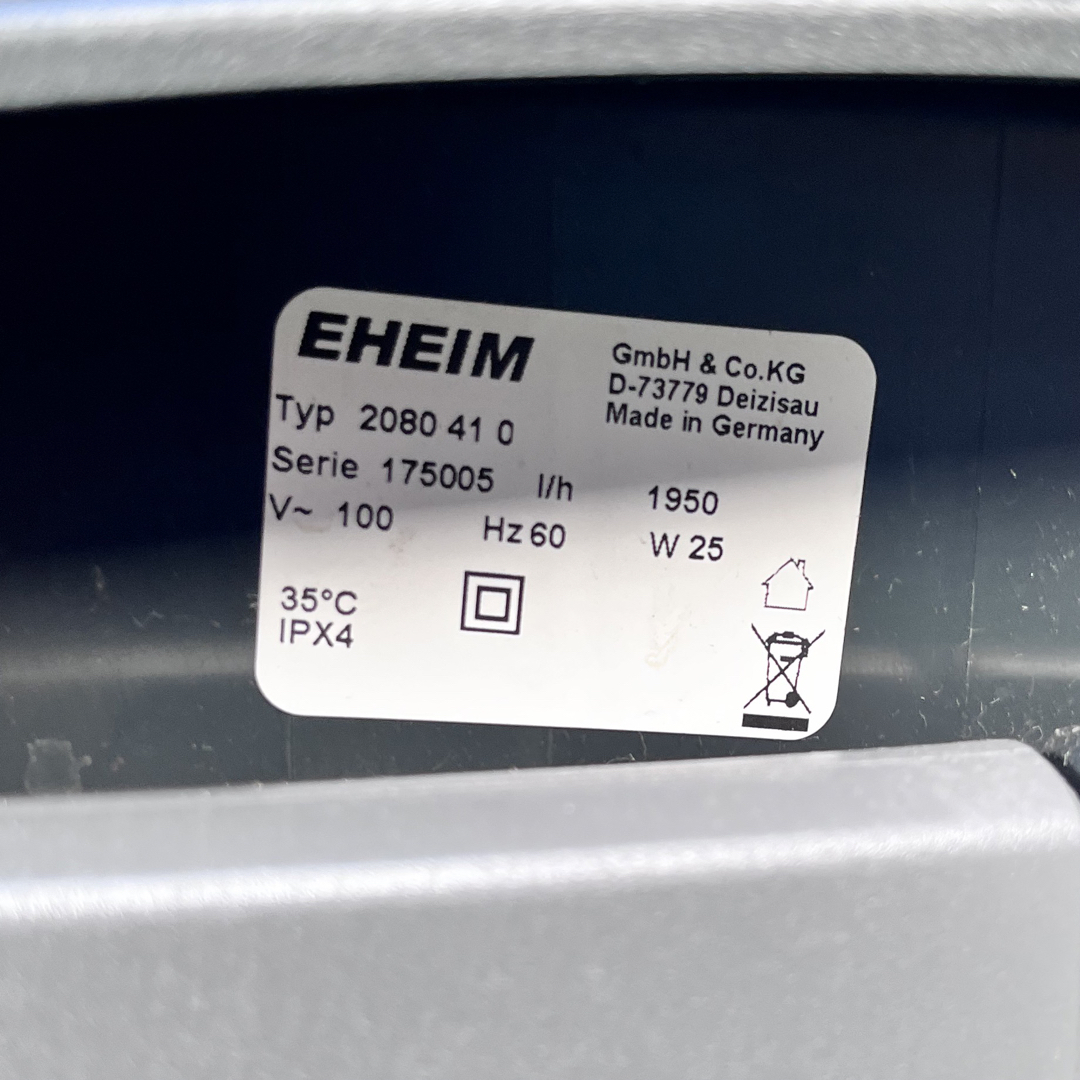 EHEIM
GmbH & Co.KG
D-73779 Deizisau
Made in Germany
Typ 2080 41 0
Serie 175005 l/h 1950
V~ 100 Hz 60 W 25
35°C
IPX4